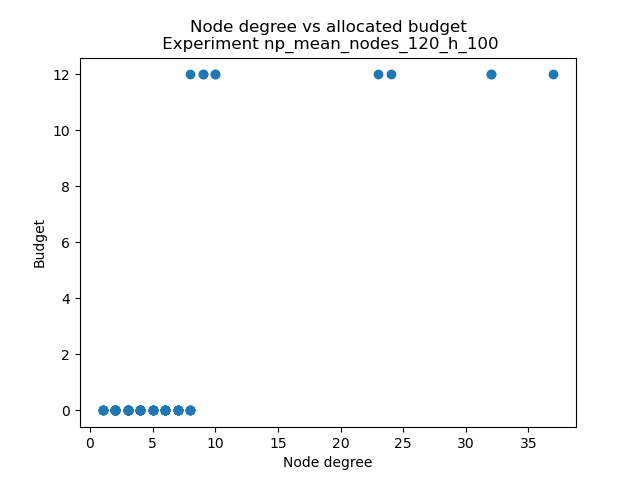 Node degree vs allocated budget
Experiment np_mean_nodes_120_h_100
12
10
8
6
4
2
0
Budget
0 5 10 15 20 25 30 35
Node degree